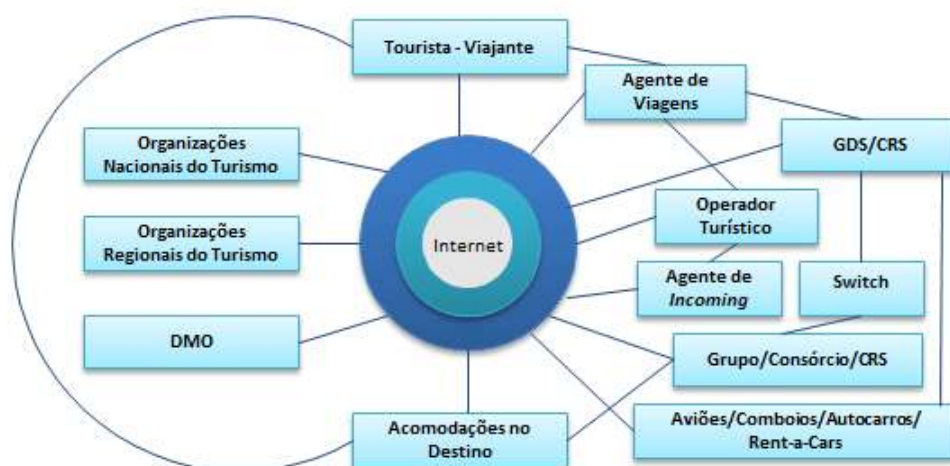 Tourista - Viajante
Agente de
Viagens
Organizações
Nacionais do Turismo
GDS/CRS
Organizações
Regionais do Turismo
Internet
Operador
Turístico
Agente de
Incoming
Switch
DMO
Grupo/Consórcio/CRS
Acomodações no
Destino
Aviões/Comboios/Autocarros/
Rent-a-Cars